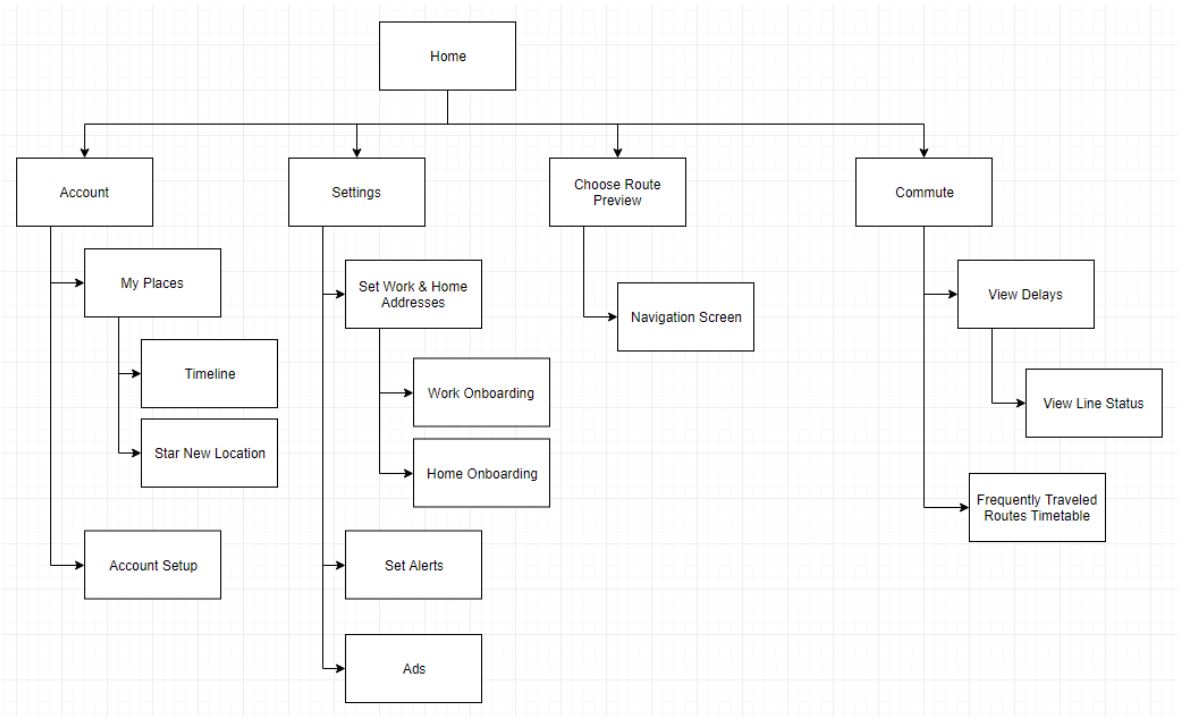 Home
Account
Settings
Choose Route
Preview
Commute
My Places
Set Work & Home
Addresses
View Delays
Navigation Screen
Timeline
Work Onboarding
View Line Status
Star New Location
Home Onboarding
Frequently Traveled
Routes Timetable
Account Setup
Set Alerts
Ads